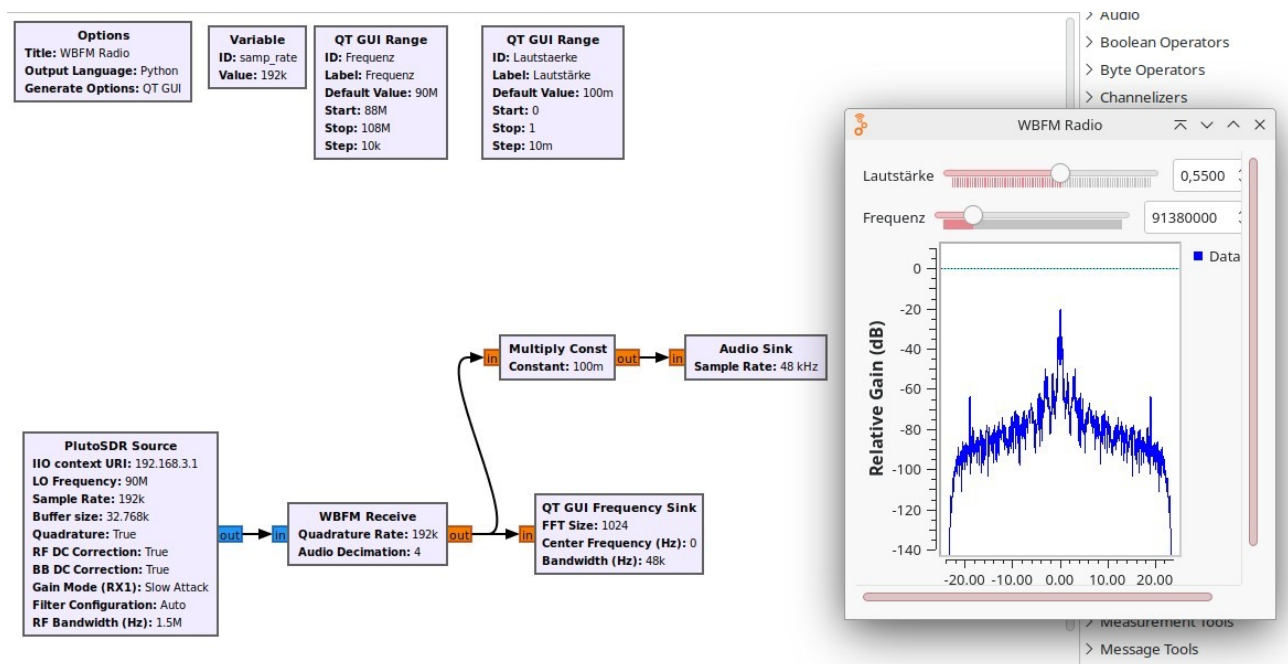 Options
Title: WBFM Radio
Output Language: Python
Generate Options: QT GUI
Variable
ID: samp_rate
Value: 192k
QT GUI Range
ID: Frequenz
Label: Frequenz
Default Value: 90M
Start: 88M
Stop: 108M
Step: 10k
QT GUI Range
ID: Lautstaerke
Label: Lautstärke
Default Value: 100m
Start: 0
Stop: 1
Step: 10m
> Audio
> Boolean Operators
> Byte Operators
> Channelizers
WBFM Radio
Lautstärke
0,5500
Frequenz
91380000
Data
Relative Gain (dB)
0
-20
-40
-60
-80
-100
-120
-140
-20.00 -10.00 0.00 10.00 20.00
in
Multiply Const
Constant: 100m
out
in
Audio Sink
Sample Rate: 48 kHz
PlutoSDR Source
IIO context URI: 192.168.3.1
LO Frequency: 90M
Sample Rate: 192k
Buffer size: 32.768k
Quadrature: True
RF DC Correction: True
BB DC Correction: True
Gain Mode (RX1): Slow Attack
Filter Configuration: Auto
RF Bandwidth (Hz): 1.5M
out
in
WBFM Receive
Quadrature Rate: 192k
Audio Decimation: 4
out
in
QT GUI Frequency Sink
FFT Size: 1024
Center Frequency (Hz): 0
Bandwidth (Hz): 48k
> Measurement Tools
> Message Tools